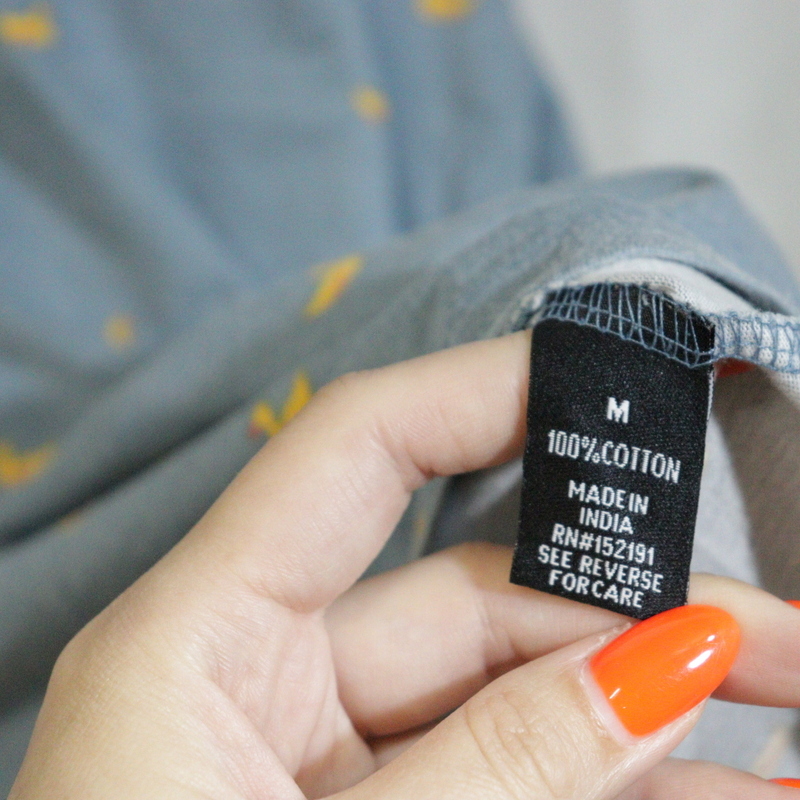 M
100%COTTON
MADE IN
INDIA
RN#152191
SEE REVERSE
FOR CARE